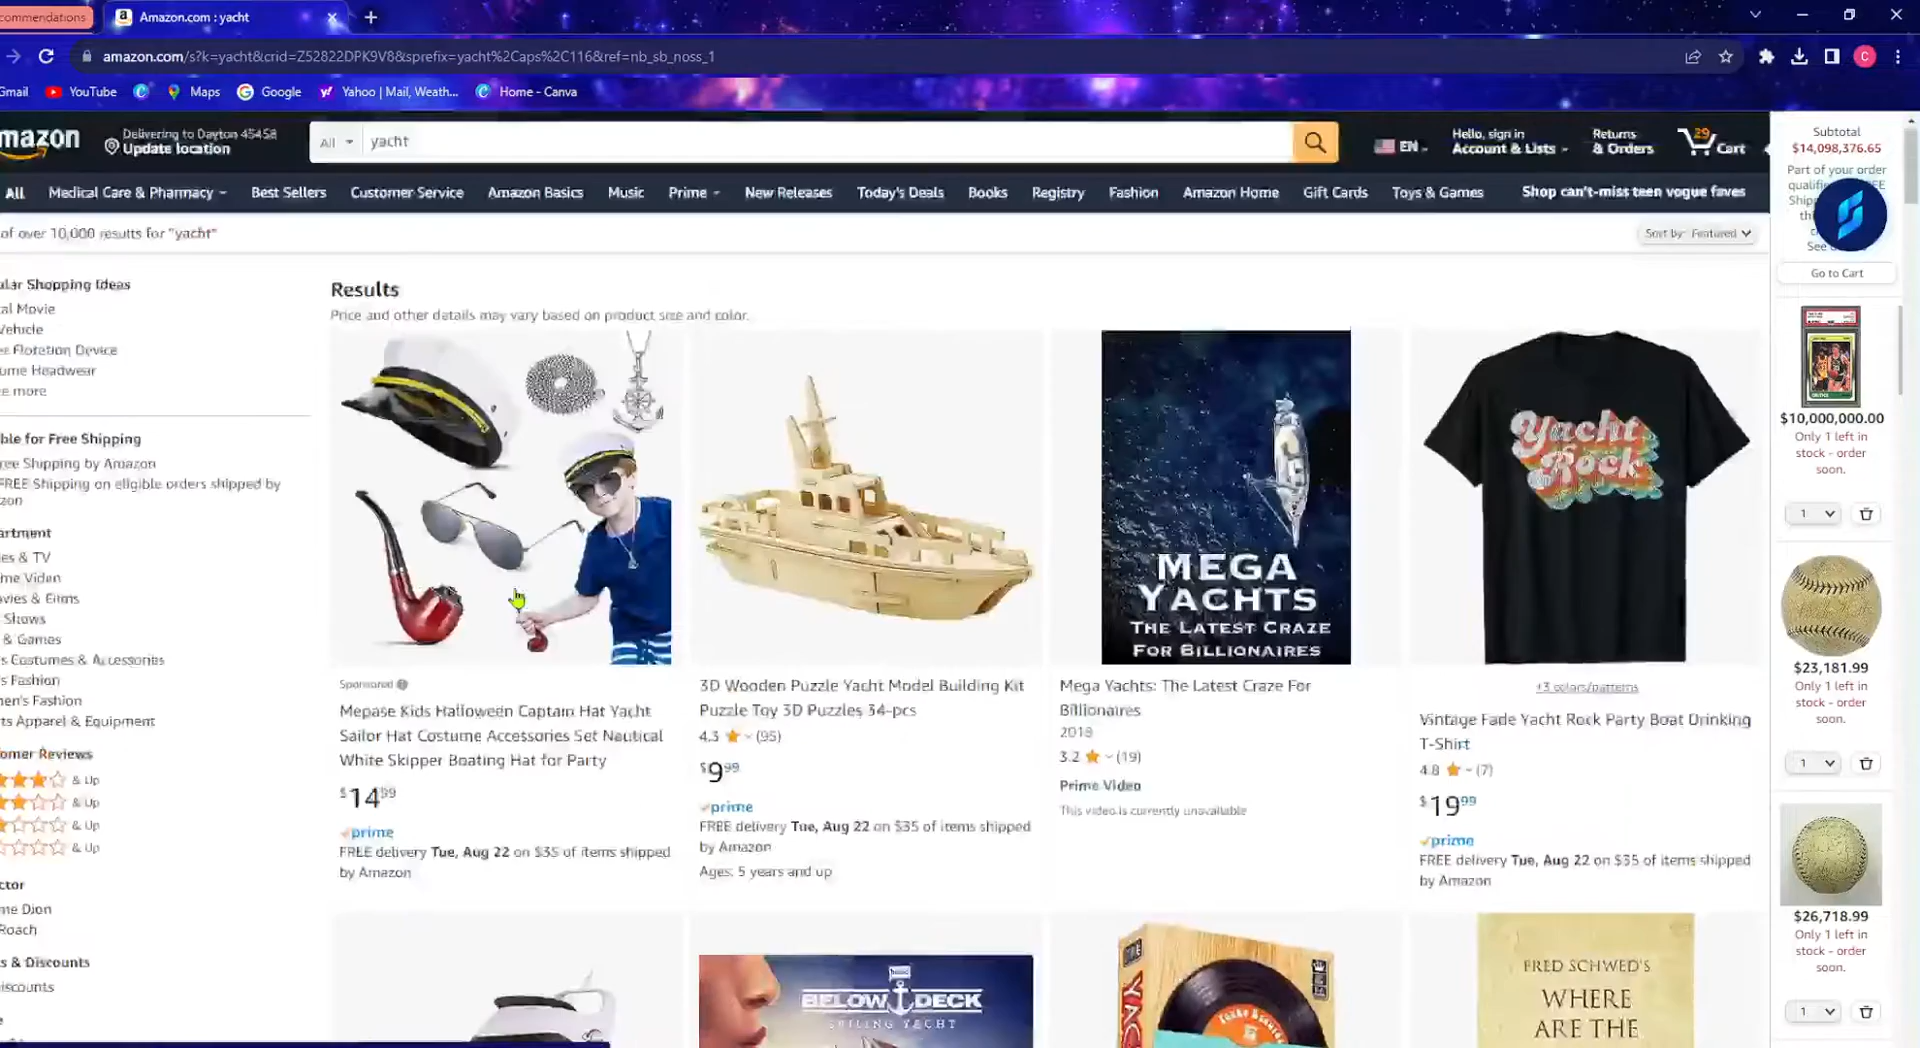 commendations
Amazon.com : yacht
amazon.com/s?k=yacht&crid=Z52822DPK9V8&sprefix=yacht%2Caps%2C116&ref=nb_sb_noss_1
Gmail
YouTube
Maps
Google
Yahoo | Mail, Weath...
Home - Canva
C
mazon
Delivering to Dayton 45458
Update location
All
yacht
EN
Hello, sign in
Account & Lists
Returns
& Orders
29
Cart
All
Medical Care & Pharmacy
Best Sellers
Customer Service
Amazon Basics
Music
Prime
New Releases
Today's Deals
Books
Registry
Fashion
Amazon Home
Gift Cards
Toys & Games
Shop can't-miss teen vogue faves
of over 10,000 results for "yacht"
Sort by: Featured
ular Shopping Ideas
al Movie
Vehicle
er Flotation Device
ume Headwear
e more
ble for Free Shipping
ree Shipping by Amazon
FREE Shipping on eligible orders shipped by
zon
artment
es & TV
me Video
vies & Films
Shows
& Games
s Costumes & Accessories
s Fashion
en's Fashion
ts Apparel & Equipment
omer Reviews
& Up
& Up
& Up
& Up
ctor
ne Dion
Roach
s & Discounts
iscounts
Results
Price and other details may vary based on product size and color.
Sponsored
Mepase Kids Halloween Captain Hat Yacht
Sailor Hat Costume Accessories Set Nautical
White Skipper Boating Hat for Party
$14.99
prime
FREE delivery Tue, Aug 22 on $35 of items shipped
by Amazon
3D Wooden Puzzle Yacht Model Building Kit
Puzzle Toy 3D Puzzles 34-pcs
4.3
(95)
$9.99
prime
FREE delivery Tue, Aug 22 on $35 of items shipped
by Amazon
Ages: 5 years and up
MEGA
YACHTS
THE LATEST CRAZE
FOR BILLIONAIRES
Mega Yachts: The Latest Craze For
Billionaires
2018
3.2
(19)
Prime Video
This video is currently unavailable
Yacht
Rock
+3 colors/patterns
Vintage Fade Yacht Rock Party Boat Drinking
T-Shirt
4.8
(7)
$19.99
prime
FREE delivery Tue, Aug 22 on $35 of items shipped
by Amazon
BELOW DECK
SAILING YACHT
FRED SCHWED'S
WHERE
ARE THE
Subtotal
$14,098,376.65
Part of your order
Go to Cart
$10,000,000.00
Only 1 left in
stock - order
soon.
1
$23,181.99
Only 1 left in
stock - order
soon.
1
$26,718.99
Only 1 left in
stock - order
soon.
1